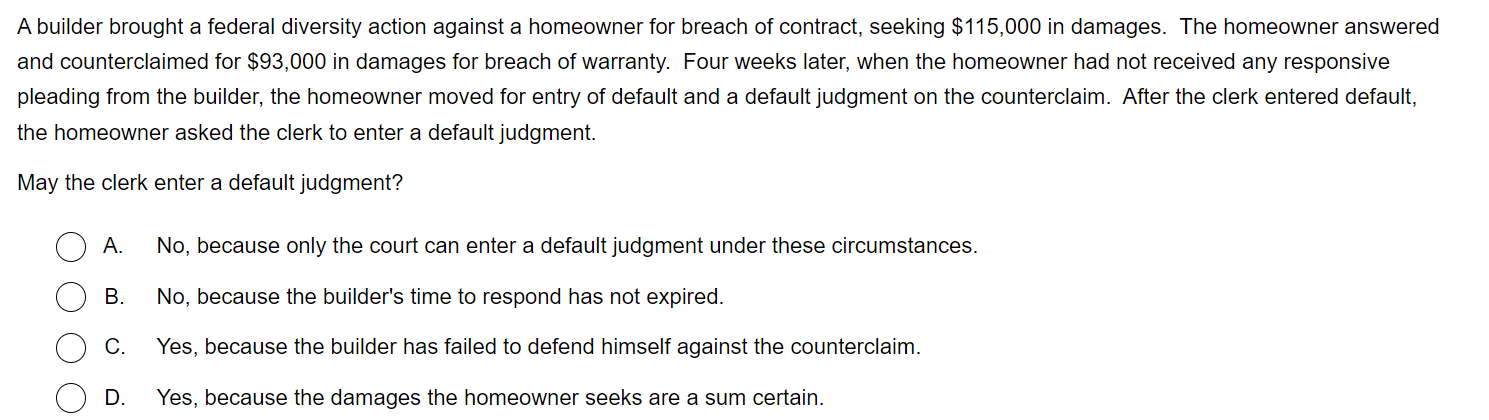 A builder brought a federal diversity action against a homeowner for breach of contract, seeking $115,000 in damages.  The homeowner answered
and counterclaimed for $93,000 in damages for breach of warranty.  Four weeks later, when the homeowner had not received any responsive
pleading from the builder, the homeowner moved for entry of default and a default judgment on the counterclaim.  After the clerk entered default,
the homeowner asked the clerk to enter a default judgment.
May the clerk enter a default judgment?
A. No, because only the court can enter a default judgment under these circumstances.
B. No, because the builder's time to respond has not expired.
C. Yes, because the builder has failed to defend himself against the counterclaim.
D. Yes, because the damages the homeowner seeks are a sum certain.